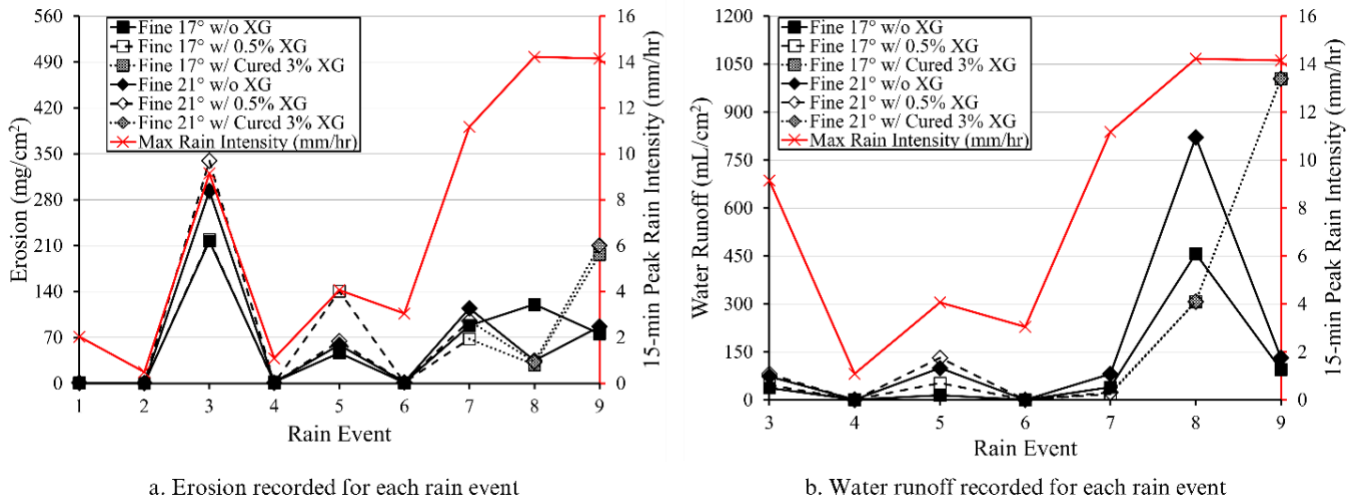 560
490
420
350
280
210
140
70
0
Erosion (mg/cm²)
Fine 17° w/o XG
Fine 17° w/ 0.5% XG
Fine 17° w/ Cured 3% XG
Fine 21° w/o XG
Fine 21° w/ 0.5% XG
Fine 21° w/ Cured 3% XG
Max Rain Intensity (mm/hr)
16
14
12
10
8
6
4
2
0
15-min Peak Rain Intensity (mm/hr)
1 2 3 4 5 6 7 8 9
Rain Event
a. Erosion recorded for each rain event
1200
1050
900
750
600
450
300
150
0
Water Runoff (mL/cm²)
Fine 17° w/o XG
Fine 17° w/ 0.5% XG
Fine 17° w/ Cured 3% XG
Fine 21° w/o XG
Fine 21° w/ 0.5% XG
Fine 21° w/ Cured 3% XG
Max Rain Intensity (mm/hr)
16
14
12
10
8
6
4
2
0
15-min Peak Rain Intensity (mm/hr)
3 4 5 6 7 8 9
Rain Event
b. Water runoff recorded for each rain event